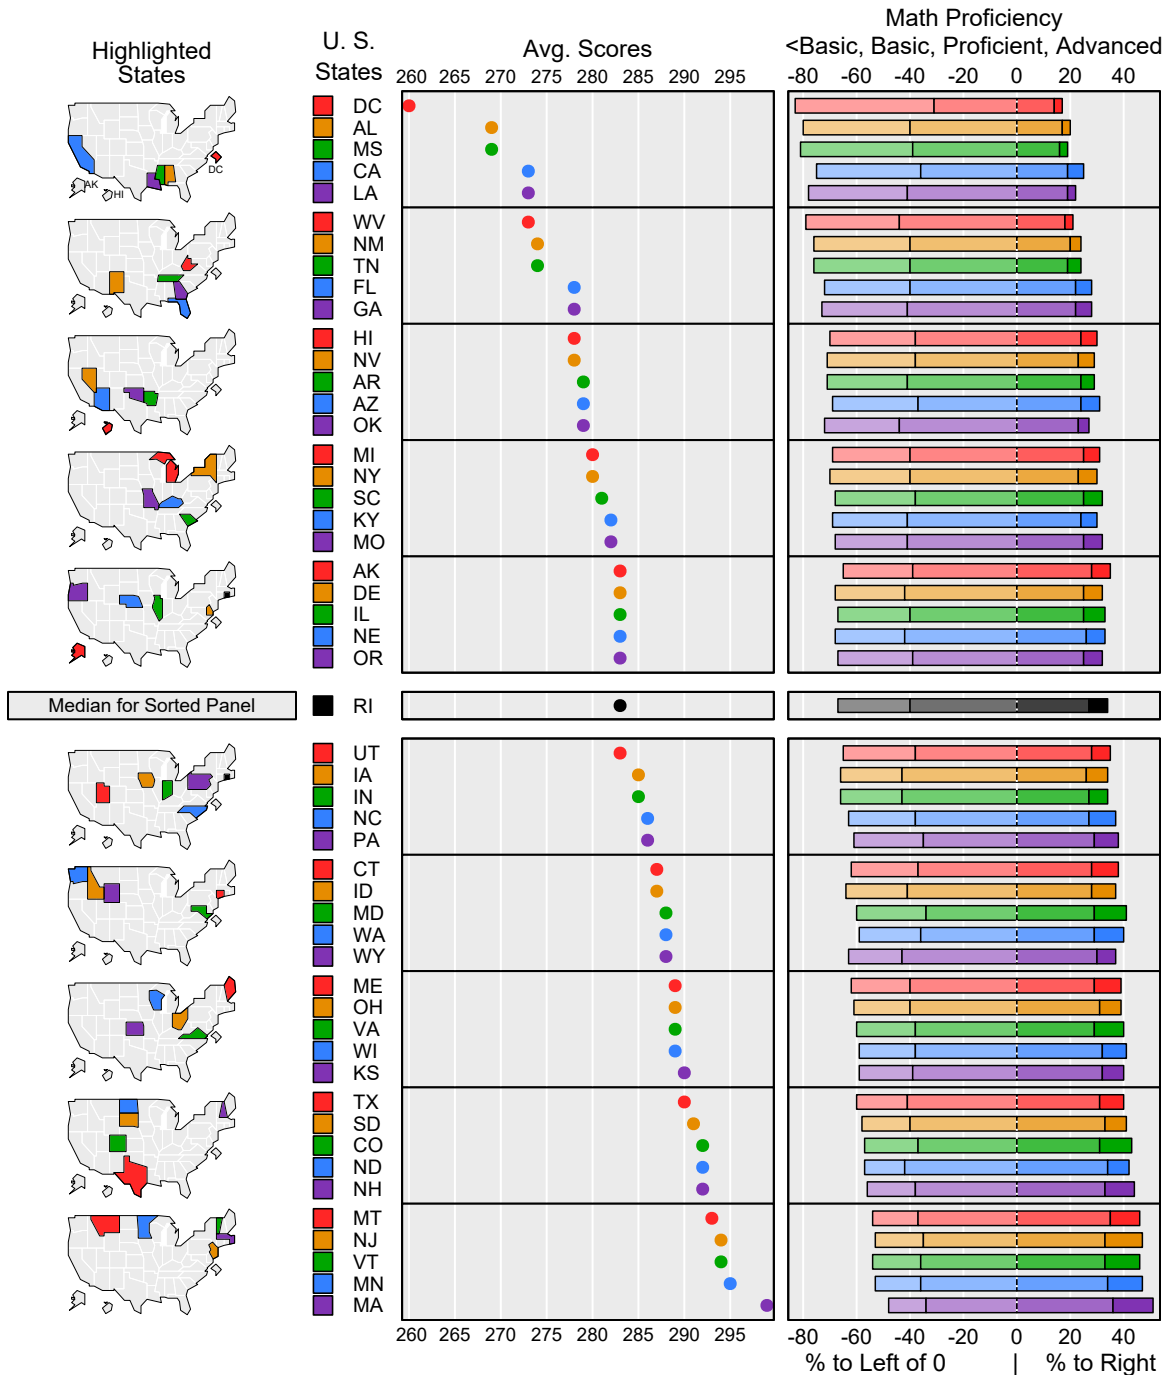 Highlighted
States
U. S.
States
Avg. Scores
260 265 270 275 280 285 290 295
Math Proficiency
<Basic, Basic, Proficient, Advanced
-80 -60 -40 -20 0 20 40
AK
HI
DC
DC
AL
MS
CA
LA
WV
NM
TN
FL
GA
HI
NV
AR
AZ
OK
MI
NY
SC
KY
MO
AK
DE
IL
NE
OR
Median for Sorted Panel
RI
UT
IA
IN
NC
PA
CT
ID
MD
WA
WY
ME
OH
VA
WI
KS
TX
SD
CO
ND
NH
MT
NJ
VT
MN
MA
260 265 270 275 280 285 290 295
-80 -60 -40 -20 0 20 40
% to Left of 0 | % to Right